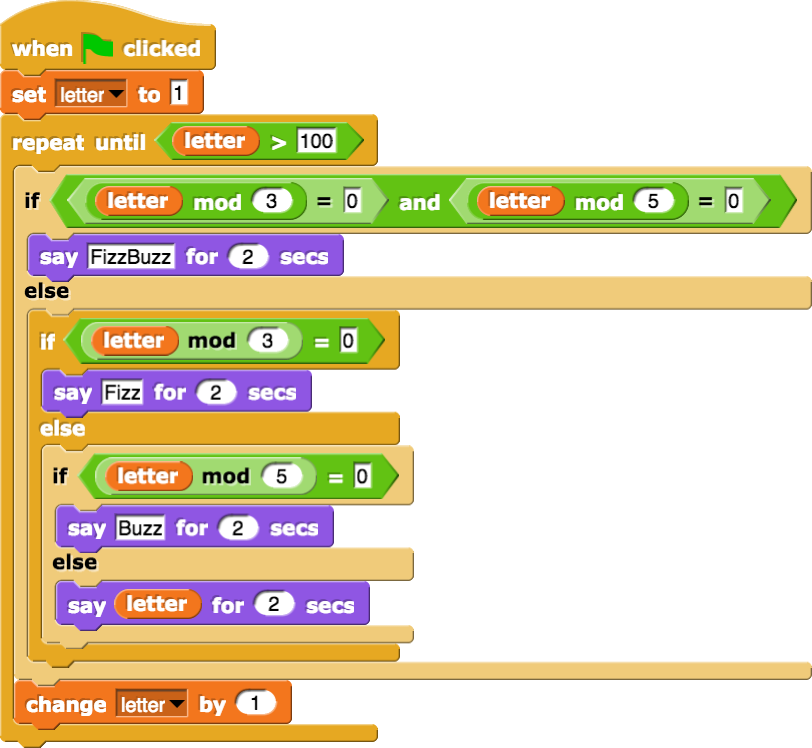 when clicked
set letter to 1
repeat until letter > 100
if letter mod 3 = 0 and letter mod 5 = 0
say FizzBuzz for 2 secs
else
if letter mod 3 = 0
say Fizz for 2 secs
else
if letter mod 5 = 0
say Buzz for 2 secs
else
say letter for 2 secs
change letter by 1